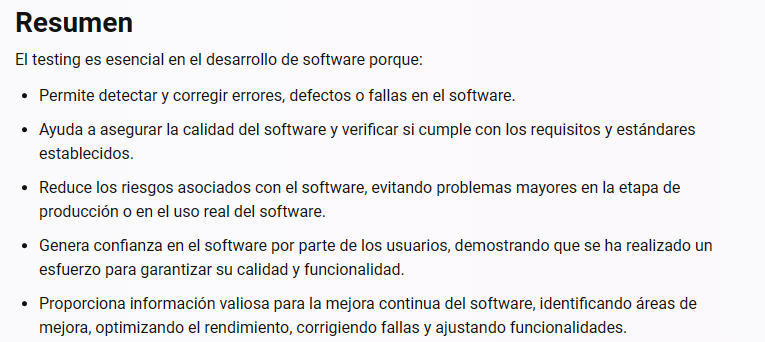 Resumen
El testing es esencial en el desarrollo de software porque:
• Permite detectar y corregir errores, defectos o fallas en el software.
• Ayuda a asegurar la calidad del software y verificar si cumple con los requisitos y estándares
establecidos.
• Reduce los riesgos asociados con el software, evitando problemas mayores en la etapa de
producción o en el uso real del software.
• Genera confianza en el software por parte de los usuarios, demostrando que se ha realizado un
esfuerzo para garantizar su calidad y funcionalidad.
• Proporciona información valiosa para la mejora continua del software, identificando áreas de
mejora, optimizando el rendimiento, corrigiendo fallas y ajustando funcionalidades.